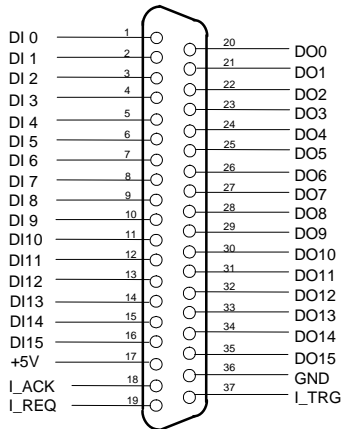 DI 0 1
DI 1 2
DI 2 3
DI 3 4
DI 4 5
DI 5 6
DI 6 7
DI 7 8
DI 8 9
DI 9 10
DI10 11
DI11 12
DI12 13
DI13 14
DI14 15
DI15 16
+5V 17
I_ACK 18
I_REQ 19
20 DO0
21 DO1
22 DO2
23 DO3
24 DO4
25 DO5
26 DO6
27 DO7
28 DO8
29 DO9
30 DO10
31 DO11
32 DO12
33 DO13
34 DO14
35 DO15
36 GND
37 I_TRG